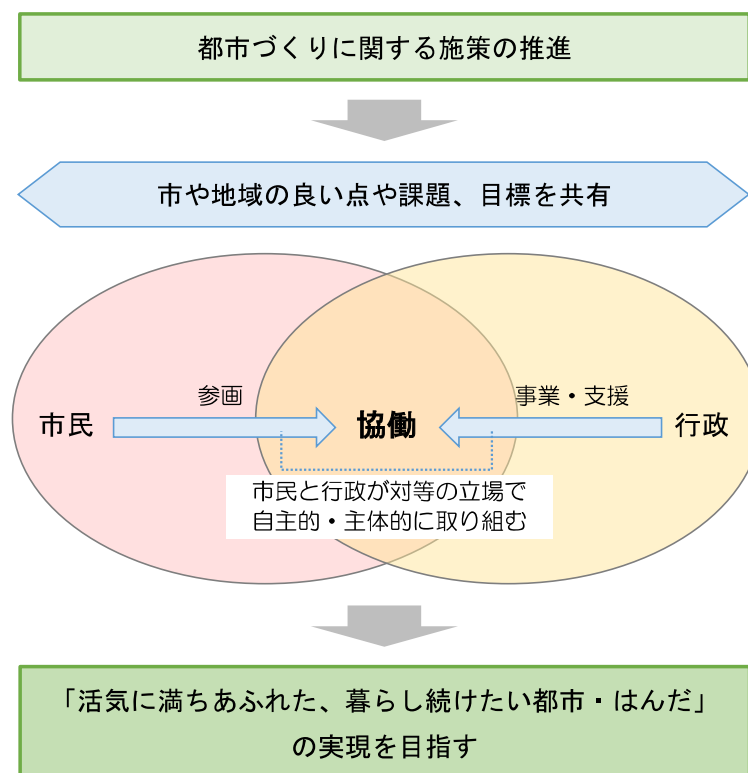 都市づくりに関する施策の推進
市や地域の良い点や課題、目標を共有
参画
事業・支援
市民
協働
行政
市民と行政が対等の立場で
自主的・主体的に取り組む
「活気に満ちあふれた、暮らし続けたい都市・はんだ」
の実現を目指す